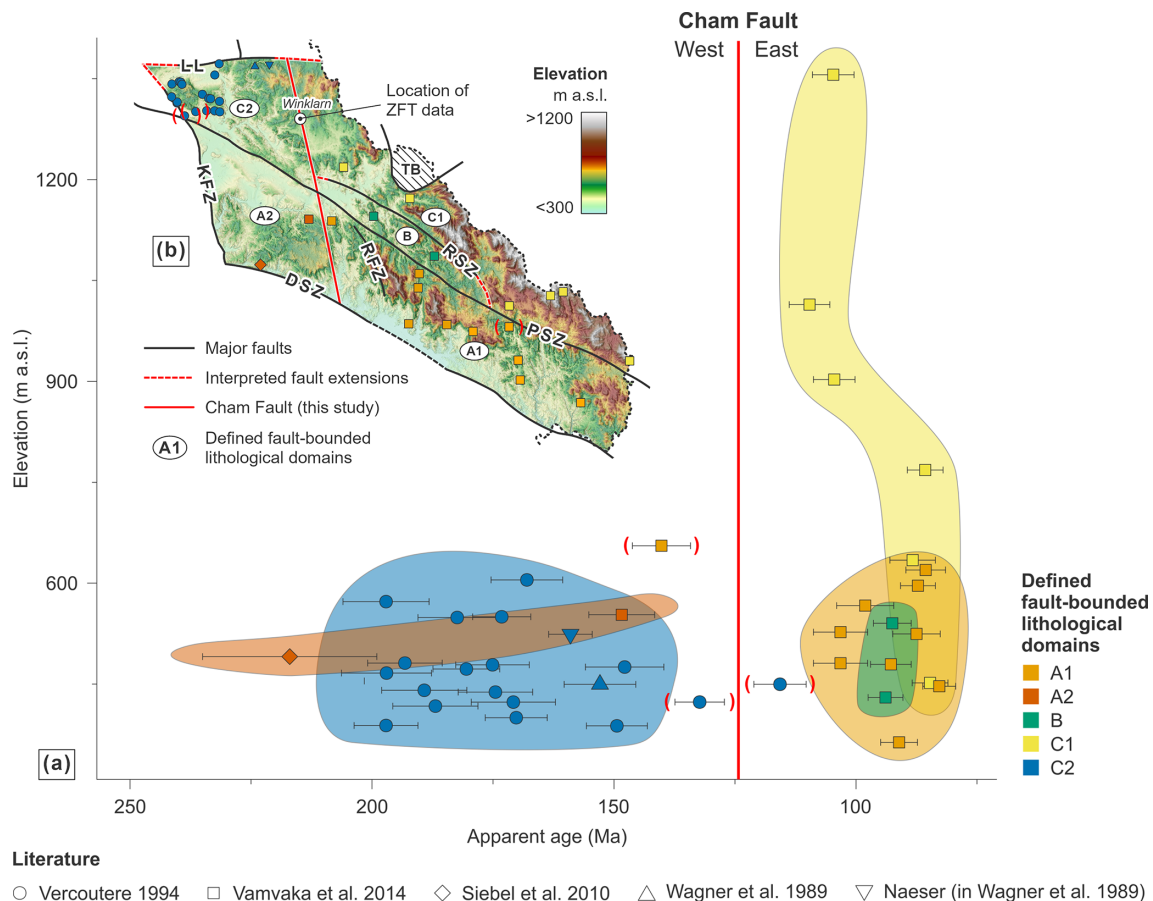 Cham Fault
West East
L-L
C2
Winklarn
Location of
ZFT data
Elevation
m a.s.l.
>1200
<300
TB
KFZ
A2
C1
B
(b)
RFZ
RSZ
DSZ
PSZ
A1
Major faults
Interpreted fault extensions
Cham Fault (this study)
A1 Defined fault-bounded
lithological domains
Elevation (m a.s.l.)
1200
900
600
( )
( )
( )
(a)
250 200 150 100
Apparent age (Ma)
Defined
fault-bounded
lithological
domains
A1
A2
B
C1
C2
Literature
Vercoutere 1994 Vamvaka et al. 2014 Siebel et al. 2010 Wagner et al. 1989 Naeser (in Wagner et al. 1989)